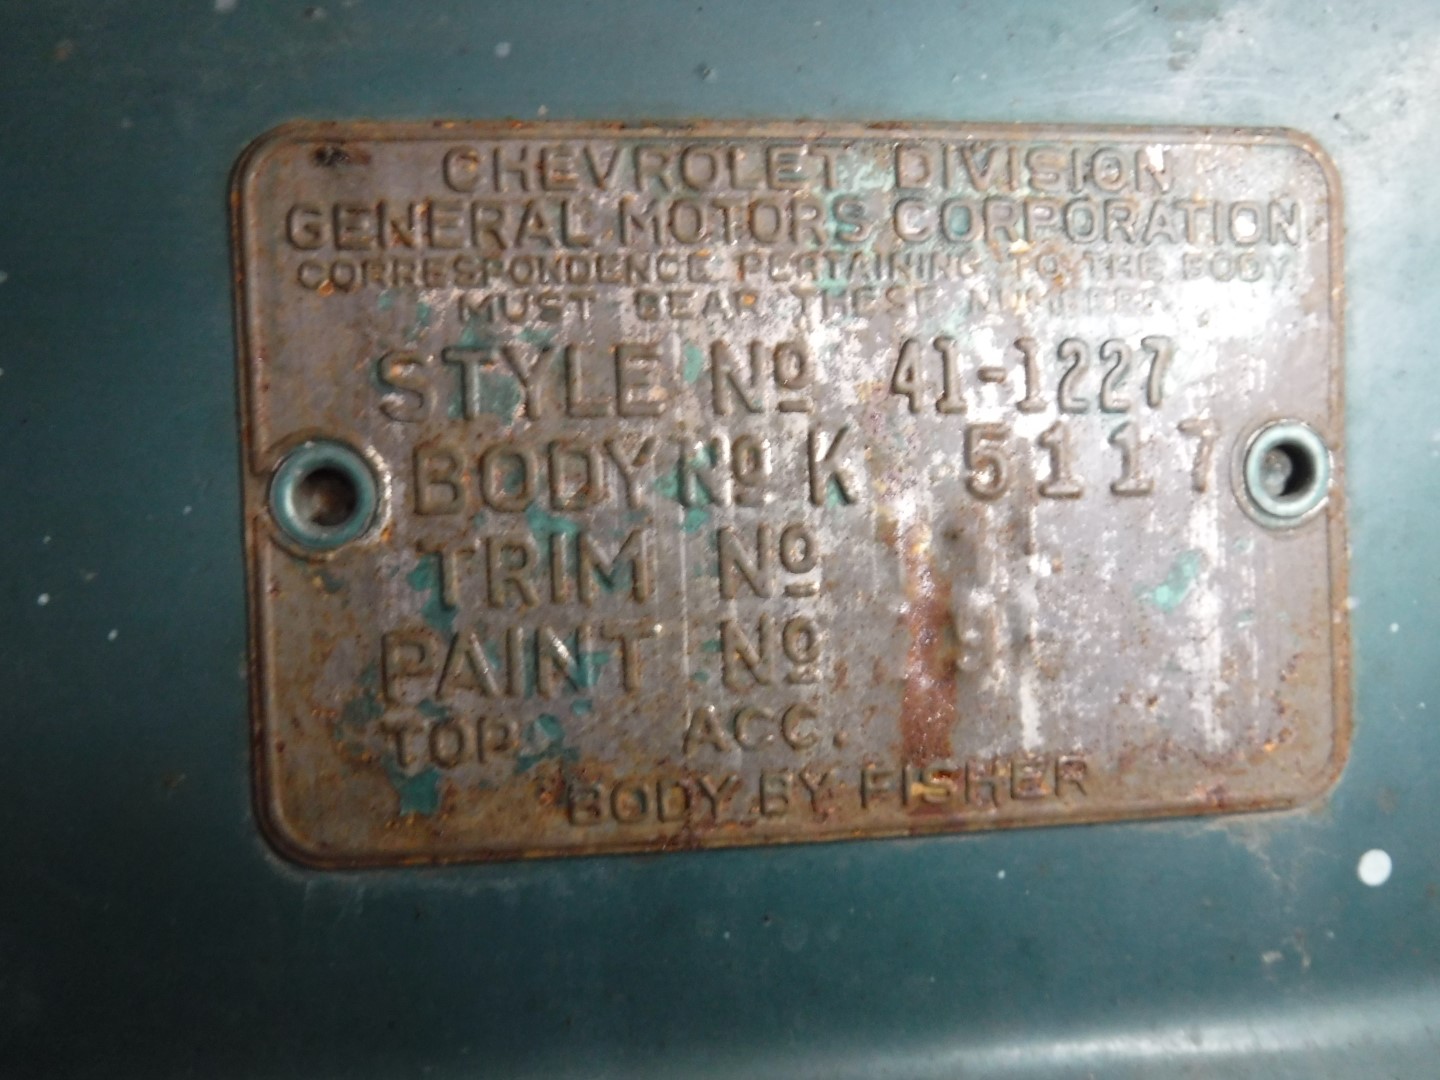 CHEVROLET DIVISION
GENERAL MOTORS CORPORATION
CORRESPONDENCE PERTAINING TO THE BODY
MUST BEAR THESE NUMBERS
STYLE Nº 41-1227
BODY Nº K 5117
TRIM Nº
PAINT Nº
TOP ACC.
BODY BY FISHER